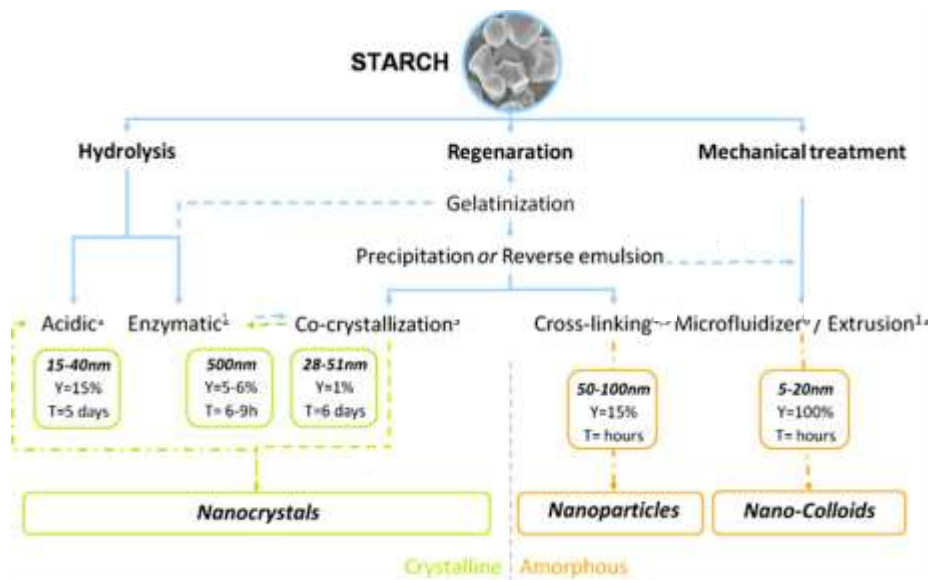 STARCH
Hydrolysis
Regenaration
Mechanical treatment
Gelatinization
Precipitation or Reverse emulsion
Acidic
Enzymatic¹
Co-crystallization
Cross-linking
Microfluidizer / Extrusion¹
15-40nm
Y=15%
T=5 days
500nm
Y=5-6%
T= 6-9h
28-51nm
Y=1%
T=6 days
50-100nm
Y=15%
T= hours
5-20nm
Y=100%
T= hours
Nanocrystals
Nanoparticles
Nano-Colloids
Crystalline
Amorphous